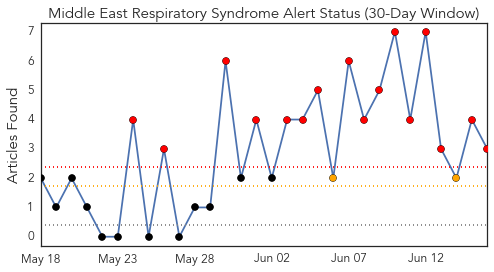 Middle East Respiratory Syndrome Alert Status (30-Day Window)
Articles Found
7
6
5
4
3
2
1
0
May 18 May 23 May 28 Jun 02 Jun 07 Jun 12